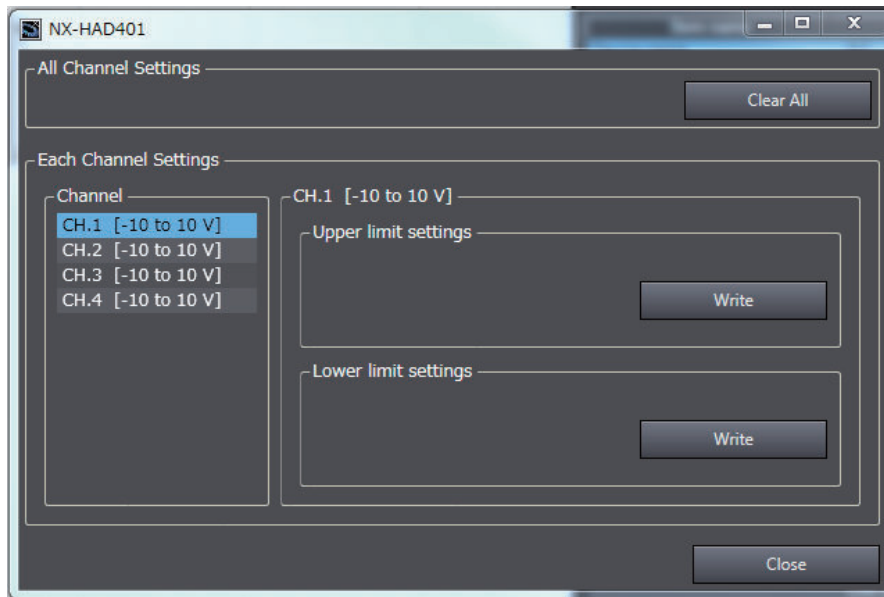 NX-HAD401
All Channel Settings
Clear All
Each Channel Settings
Channel
CH.1 [-10 to 10 V]
CH.2 [-10 to 10 V]
CH.3 [-10 to 10 V]
CH.4 [-10 to 10 V]
CH.1 [-10 to 10 V]
Upper limit settings
Write
Lower limit settings
Write
Close